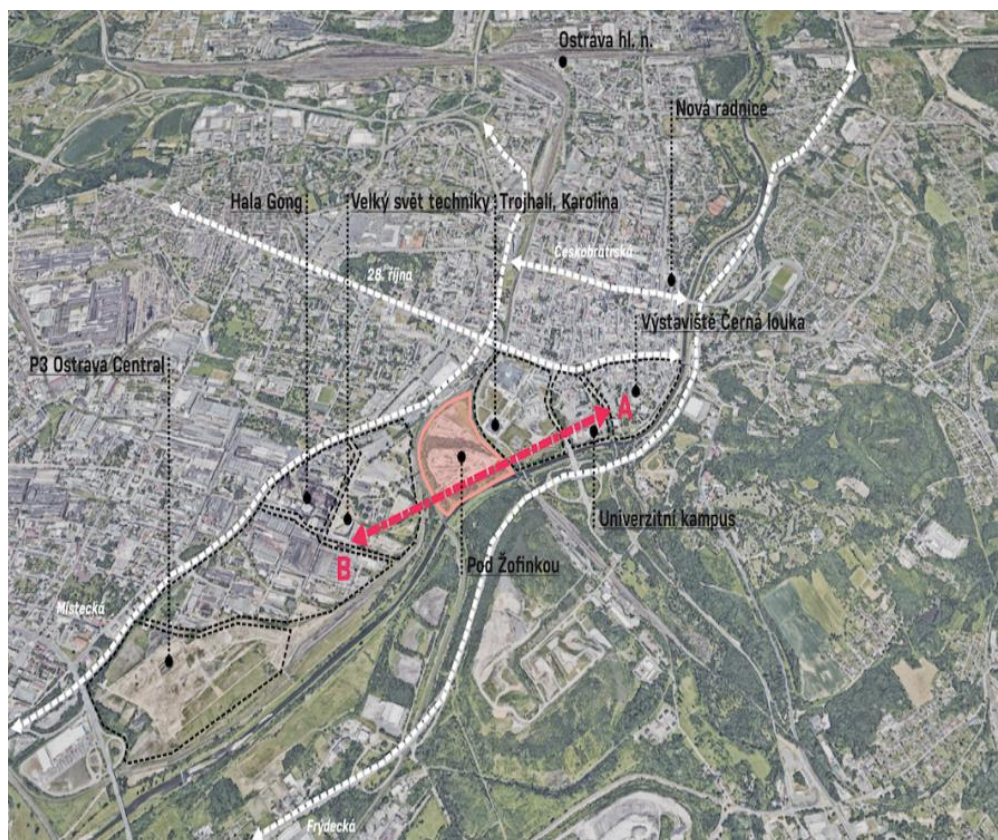 Ostrava hl. n.
Nová radnice
Hala Gong
Velký svět techniky
Trojhalí, Karolina
Českobratrská
28. října
Výstaviště Černá louka
P3 Ostrava Central
A
Univerzitní kampus
B
Pod Žofinkou
Místecká
Frýdecká